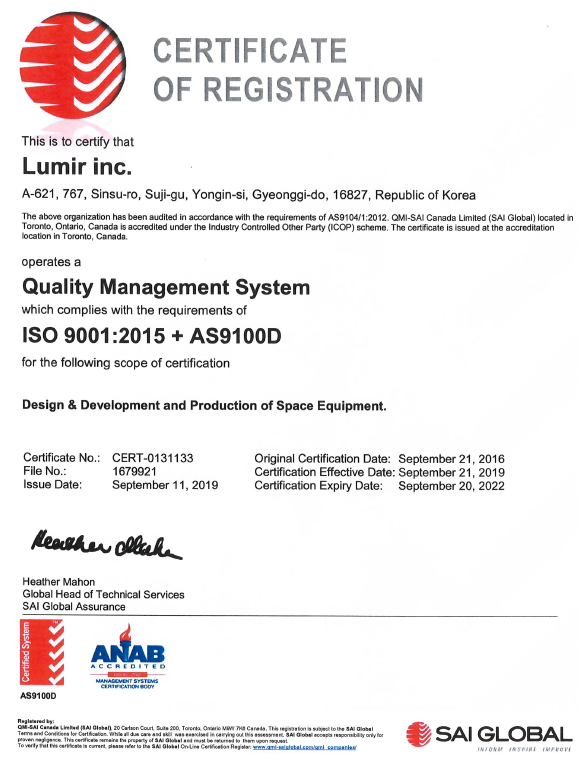 CERTIFICATE
OF REGISTRATION
This is to certify that
Lumir inc.
A-621, 767, Sinsu-ro, Suji-gu, Yongin-si, Gyeonggi-do, 16827, Republic of Korea
The above organization has been audited in accordance with the requirements of AS9104/1:2012. QMI-SAI Canada Limited (SAI Global) located in
Toronto, Ontario, Canada is accredited under the Industry Controlled Other Party (ICOP) scheme. The certificate is issued at the accreditation
location in Toronto, Canada.
operates a
Quality Management System
which complies with the requirements of
ISO 9001:2015 + AS9100D
for the following scope of certification
Design & Development and Production of Space Equipment.
Certificate No.: CERT-0131133 Original Certification Date: September 21, 2016
File No.: 1679921 Certification Effective Date: September 21, 2019
Issue Date: September 11, 2019 Certification Expiry Date: September 20, 2022
Heather Mahon
Global Head of Technical Services
SAI Global Assurance
Certified System
ANAB
ACCREDITED
MANAGEMENT SYSTEMS
CERTIFICATION BODY
AS9100D
Registered by:
QMI-SAI Canada Limited (SAI Global), 20 Carlson Court, Suite 200, Toronto, Ontario M9W 7K6 Canada. This registration is subject to the SAI Global
Terms and Conditions for Certification. While all due care and skill was exercised in carrying out this assessment, SAI Global accepts responsibility only for
proven negligence. This certificate remains the property of SAI Global and must be returned to them upon request.
To verify that this certificate is current, please refer to the SAI Global On-Line Certification Register: www.qmi-saiglobal.com/qmi_companies/
SAI GLOBAL
INFORM INSPIRE IMPROVE